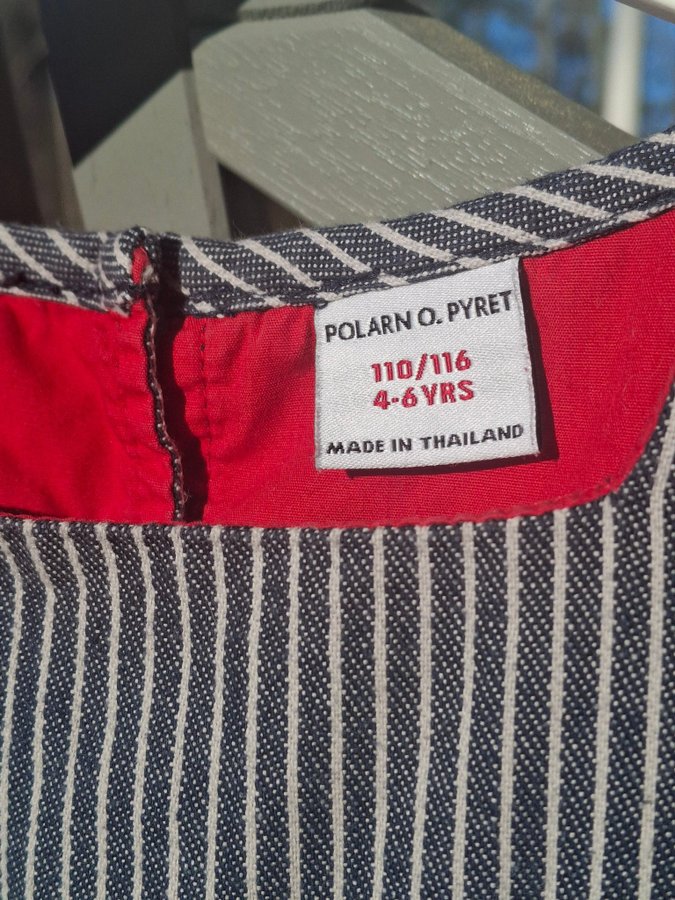 POLARN O. PYRET
110/116
4-6 YRS
MADE IN THAILAND